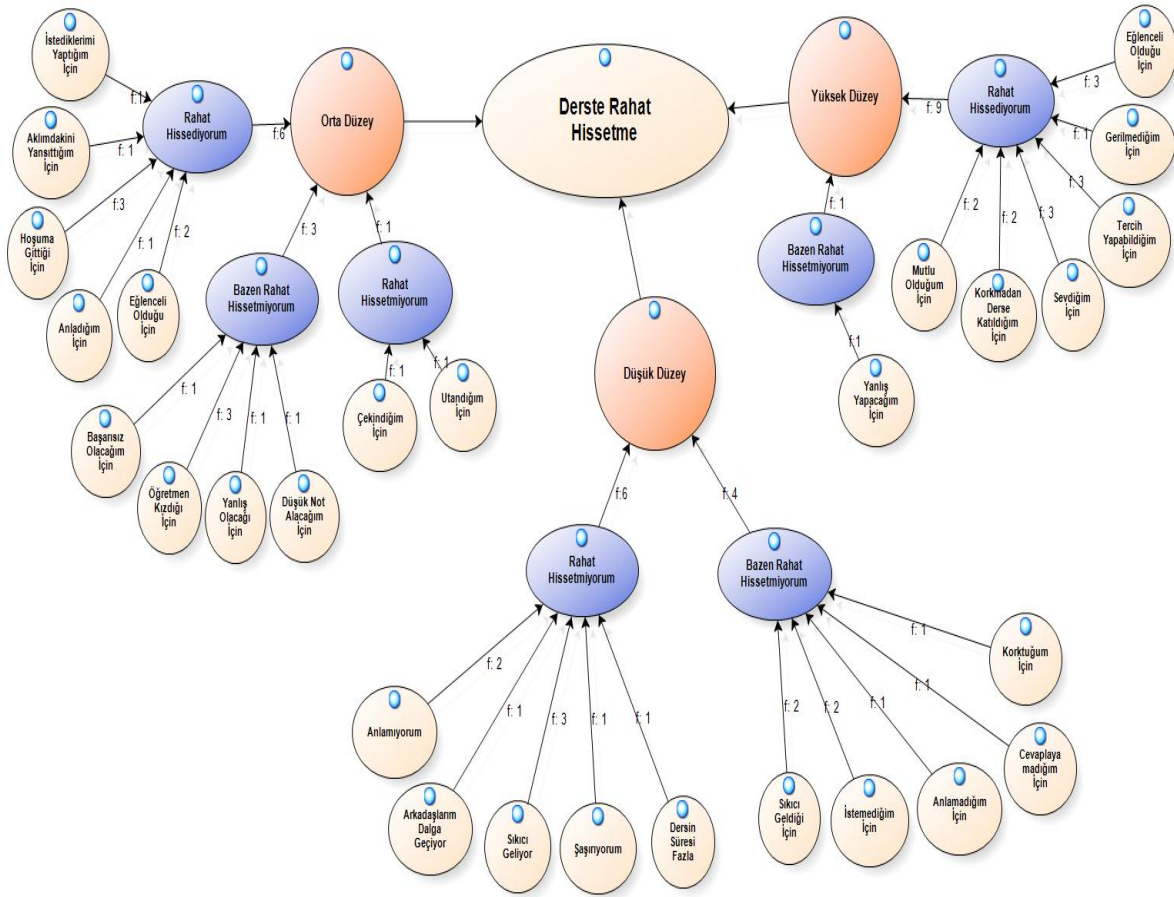 İstediklerimi
Yaptığım
İçin
Aklımdakini
Yansıttığım
İçin
Hoşuma
Gittiği
İçin
Anladığım
İçin
Eğlenceli
Olduğu
İçin
f:1
f: 1
f:3
f: 1
f: 2
Rahat
Hissediyorum
f:6
Orta Düzey
Derste Rahat
Hissetme
Yüksek Düzey
f: 9
Rahat
Hissediyorum
f: 3
f: 1
f: 3
f: 3
f: 2
f: 2
Eğlenceli
Olduğu
İçin
Gerilmediğim
İçin
Tercih
Yapabildiğim
İçin
Sevdiğim
İçin
Korkmadan
Derse
Katıldığım
İçin
Mutlu
Olduğum
İçin
f: 3
f: 1
Bazen Rahat
Hissetmiyorum
Rahat
Hissetmiyorum
f: 1
f: 3
f: 1
f: 1
Başarısız
Olacağım
İçin
Öğretmen
Kızdığı
İçin
Yanlış
Olacağı
İçin
Düşük Not
Alacağım
İçin
f: 1
f: 1
Çekindiğim
İçin
Utandığım
İçin
f: 1
Bazen Rahat
Hissetmiyorum
f:1
Yanlış
Yapacağım
İçin
Düşük Düzey
f:6
f: 4
Rahat
Hissetmiyorum
Bazen Rahat
Hissetmiyorum
f: 2
f: 1
f: 3
f: 1
f: 1
Anlamıyorum
Arkadaşlarım
Dalga
Geçiyor
Sıkıcı
Geliyor
Şaşırıyorum
Dersin
Süresi
Fazla
f: 2
f: 2
f: 1
f: 1
f: 1
Sıkıcı
Geldiği
İçin
İstemediğim
İçin
Anlamadığım
İçin
Cevaplaya
madığım
İçin
Korktuğum
İçin